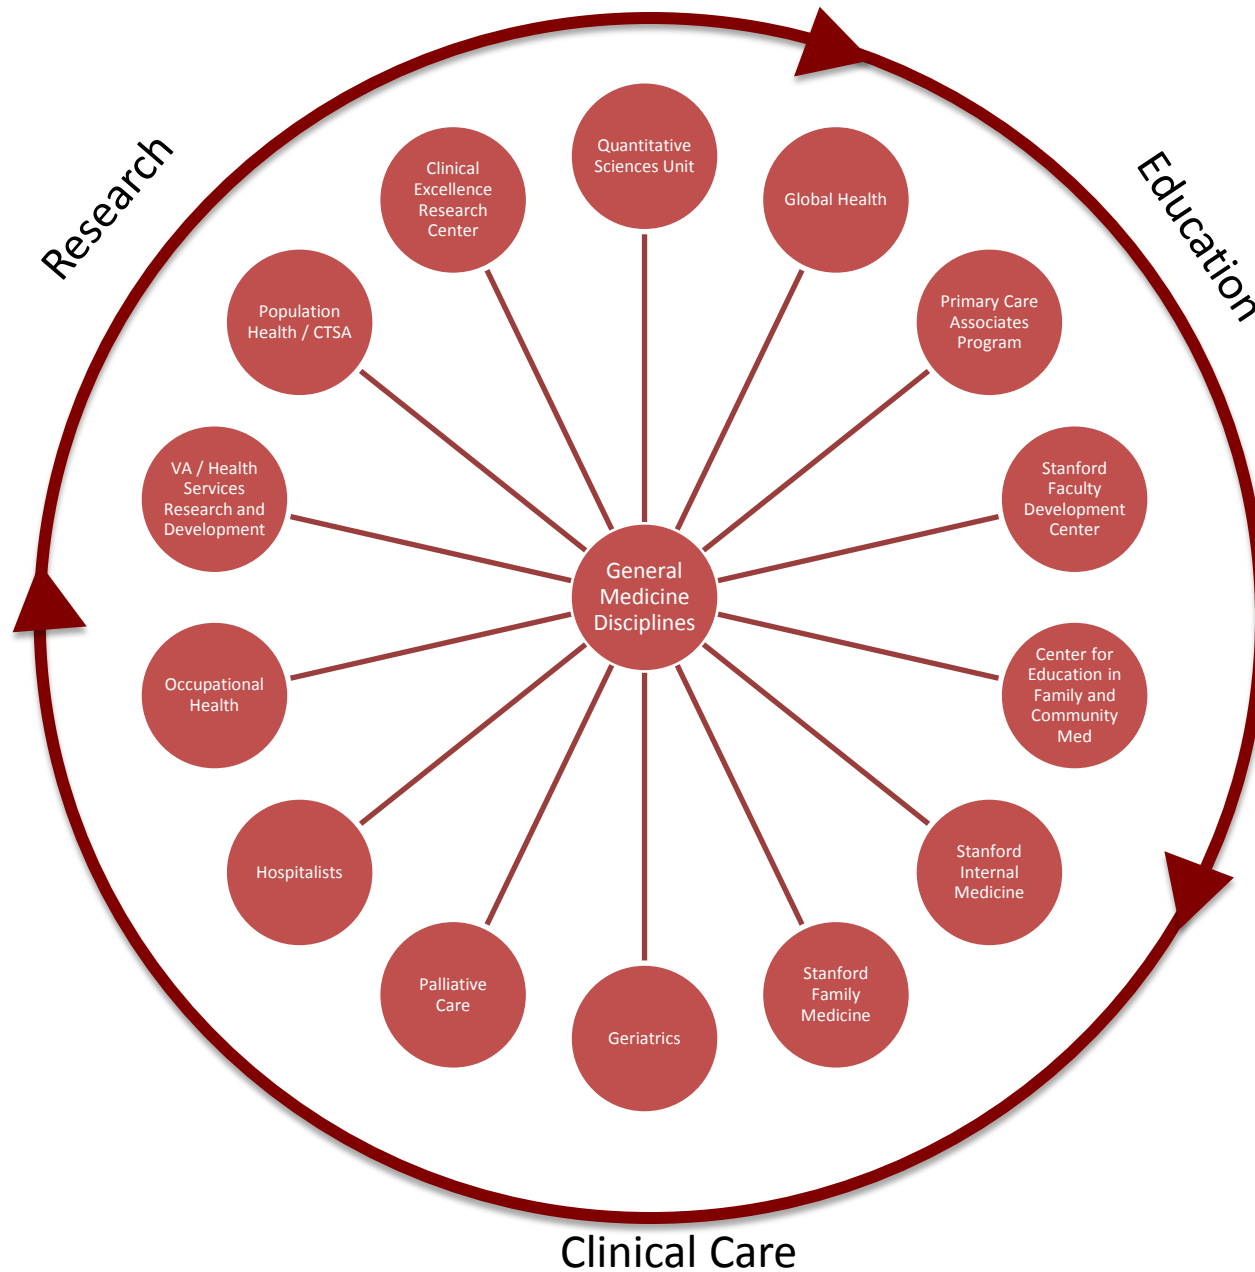 Research
Education
Clinical Care
Quantitative
Sciences Unit
Global Health
Primary Care
Associates
Program
Stanford
Faculty
Development
Center
Center for
Education in
Family and
Community
Med
Stanford
Internal
Medicine
Stanford
Family
Medicine
Geriatrics
Palliative
Care
Hospitalists
Occupational
Health
VA / Health
Services
Research and
Development
Population
Health / CTSA
Clinical
Excellence
Research
Center
General
Medicine
Disciplines